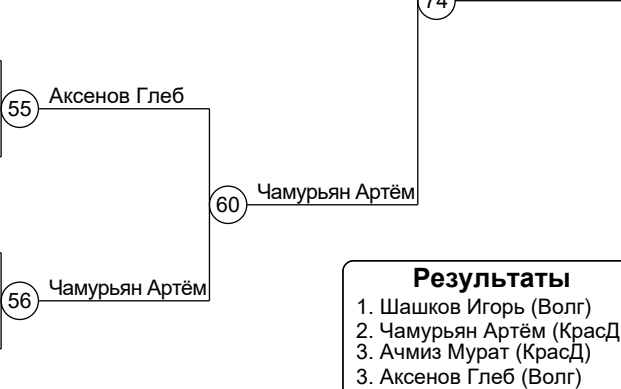 74
Аксенов Глеб
55
Чамурьян Артём
60
Чамурьян Артём
56
Результаты
1. Шашков Игорь (Волг)
2. Чамурьян Артём (КрасД
3. Ачмиз Мурат (КрасД)
3. Аксенов Глеб (Волг)